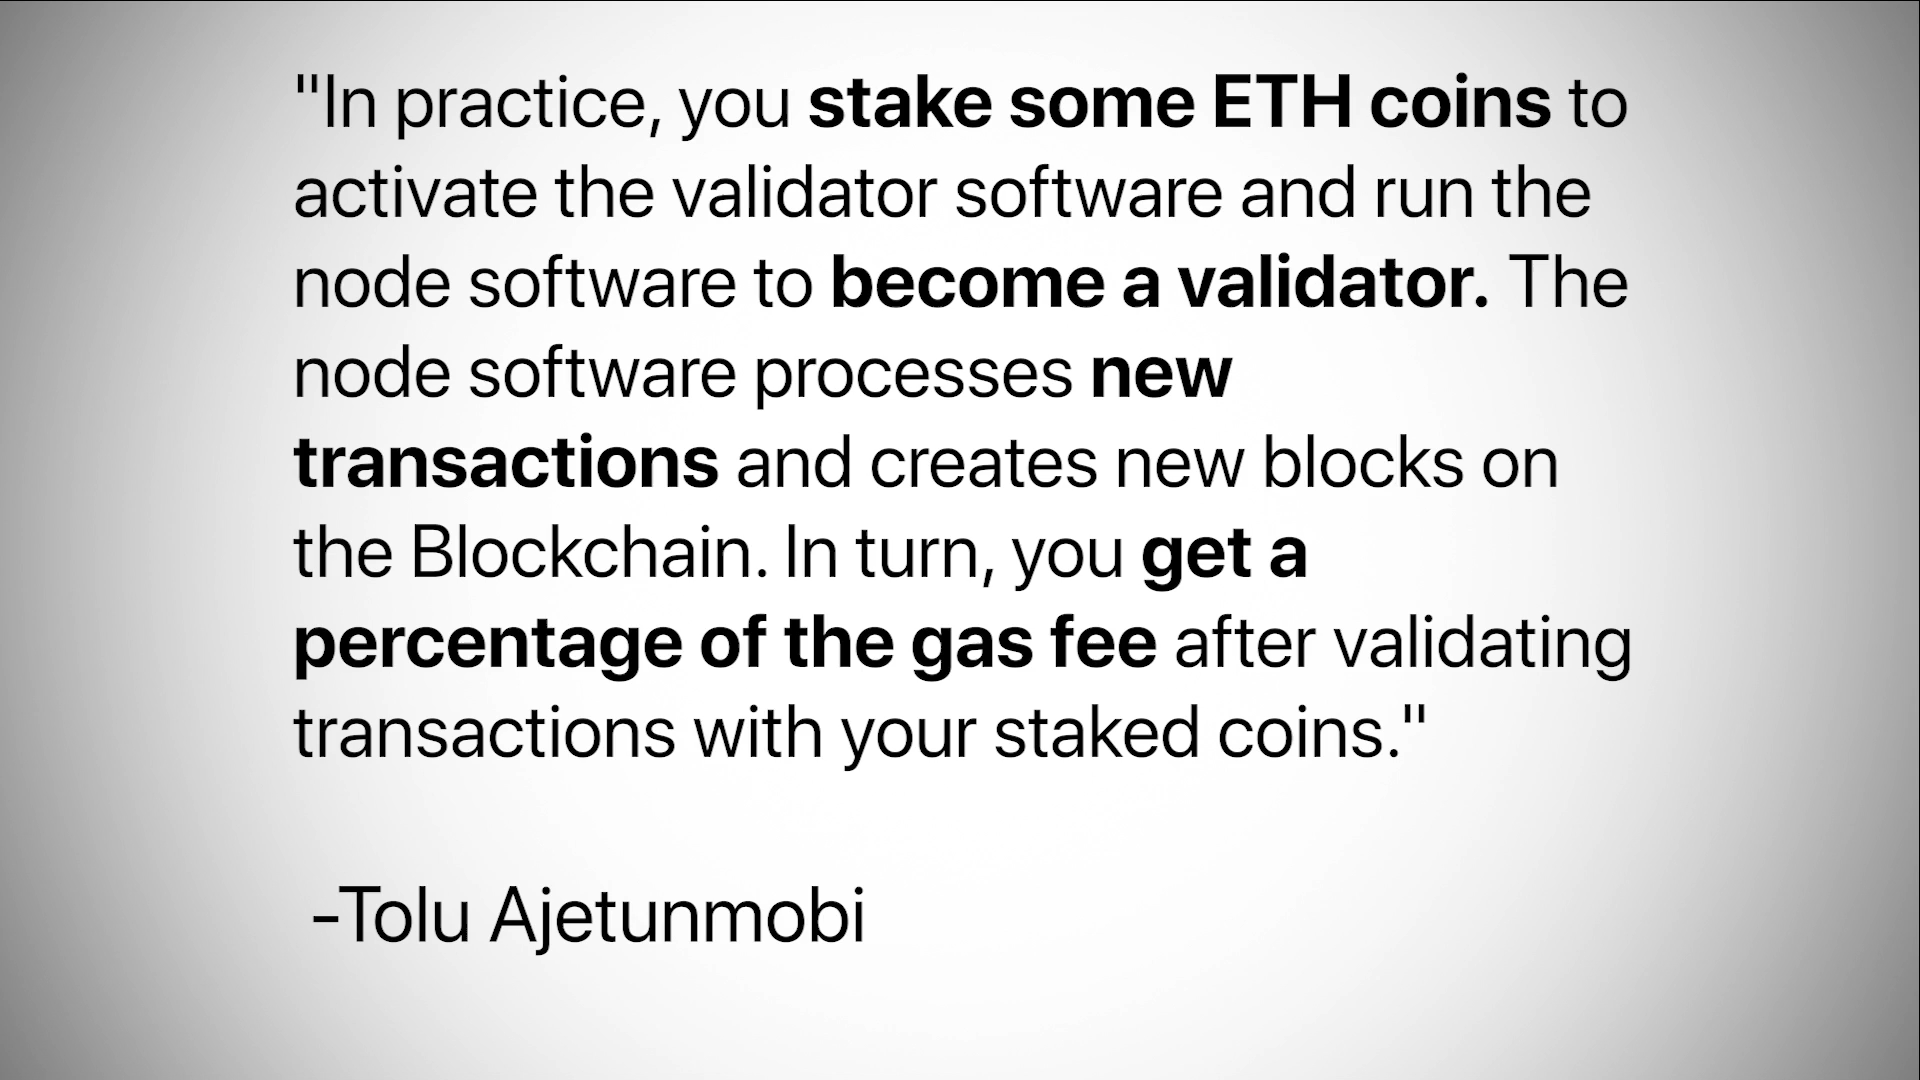 "In practice, you stake some ETH coins to
activate the validator software and run the
node software to become a validator. The
node software processes new
transactions and creates new blocks on
the Blockchain. In turn, you get a
percentage of the gas fee after validating
transactions with your staked coins."
-Tolu Ajetunmobi